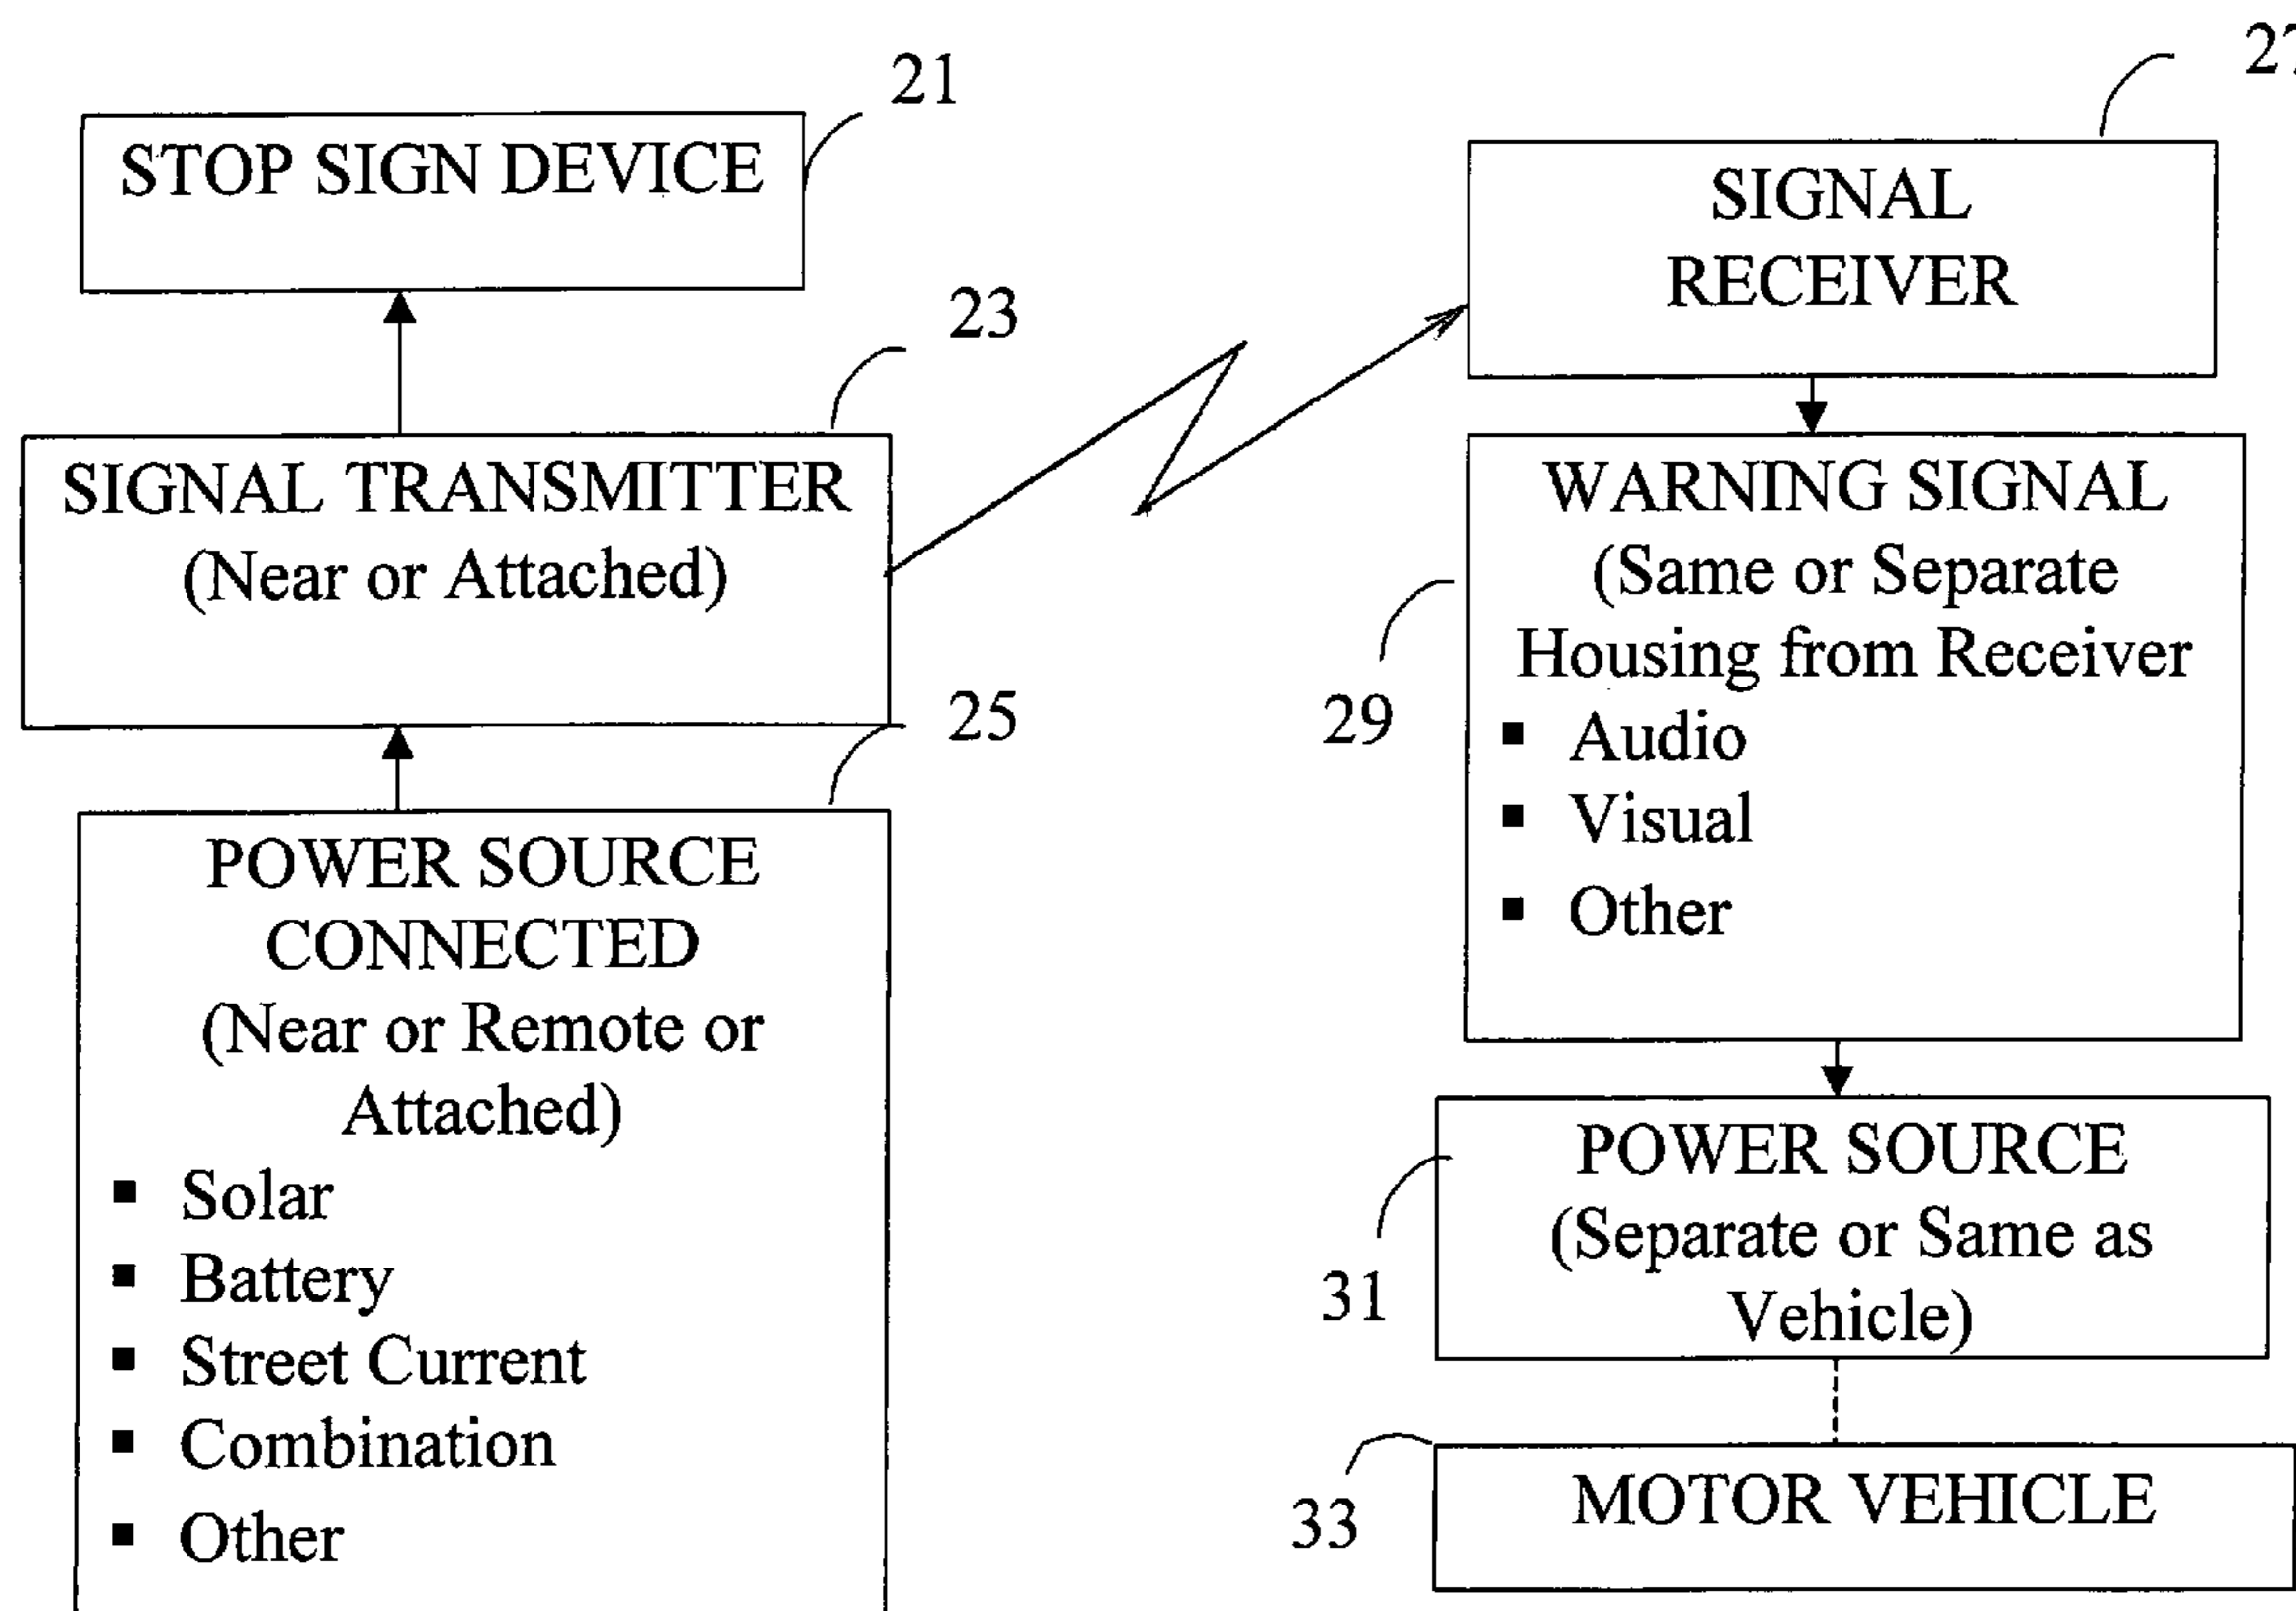 21
STOP SIGN DEVICE
23
SIGNAL TRANSMITTER
(Near or Attached)
25
POWER SOURCE
CONNECTED
(Near or Remote or
Attached)
▪ Solar
▪ Battery
▪ Street Current
▪ Combination
▪ Other
27
SIGNAL
RECEIVER
29
WARNING SIGNAL
(Same or Separate
Housing from Receiver
▪ Audio
▪ Visual
▪ Other
31
POWER SOURCE
(Separate or Same as
Vehicle)
33
MOTOR VEHICLE